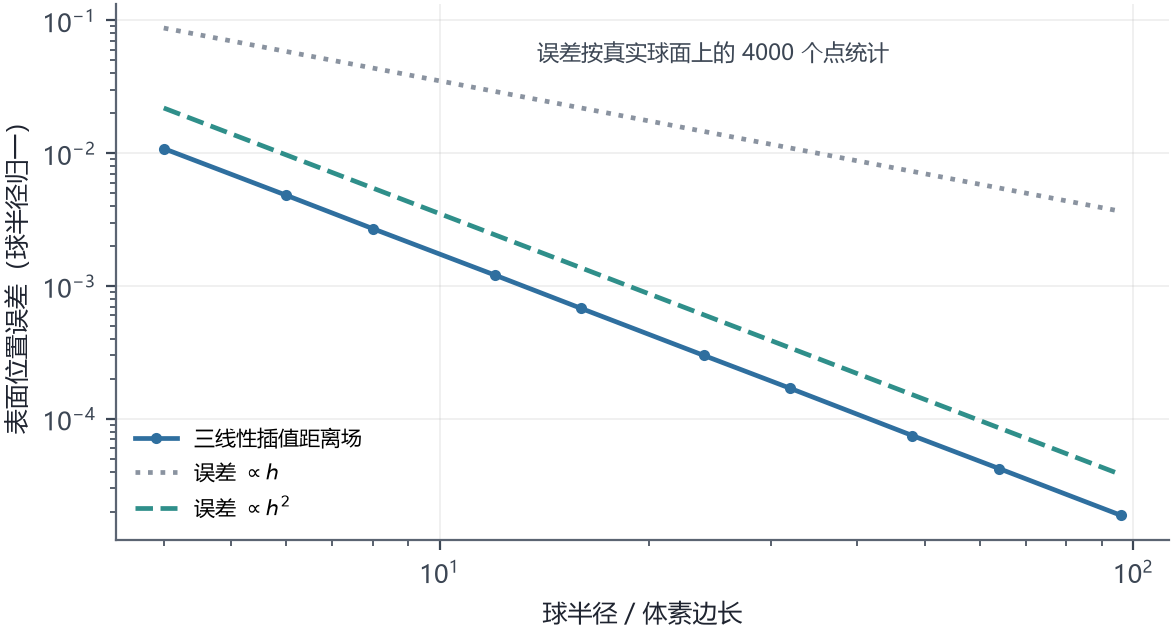 误差按真实球面上的 4000 个点统计
表面位置误差（球半径归一）
10⁻¹
10⁻²
10⁻³
10⁻⁴
三线性插值距离场
误差 ∝ h
误差 ∝ h²
10¹
10²
球半径 / 体素边长